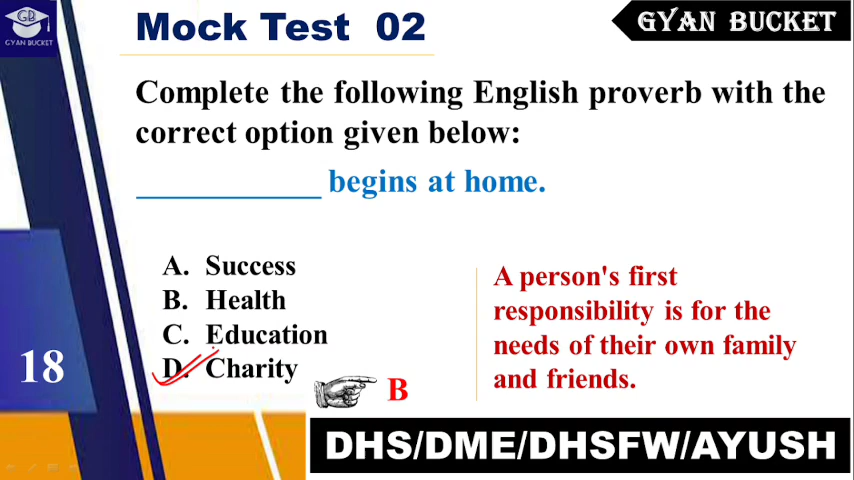 GB
GYAN BUCKET
Mock Test 02
GYAN BUCKET
Complete the following English proverb with the
correct option given below:
____________ begins at home.
A. Success
B. Health
C. Education
D. Charity
B
A person's first
responsibility is for the
needs of their own family
and friends.
18
DHS/DME/DHSFW/AYUSH